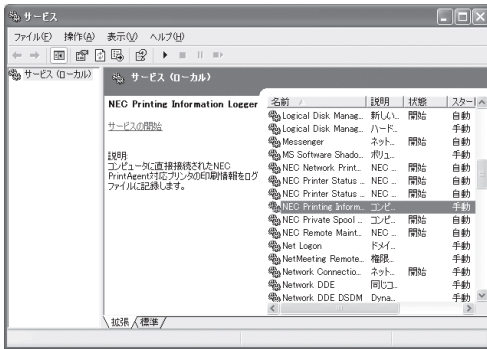 サービス
ファイル(F) 操作(A) 表示(V) ヘルプ(H)
サービス (ローカル)
サービス (ローカル)
NEC Printing Information Logger
サービスの開始
説明:
コンピュータに直接接続されたNEC
PrintAgent対応プリンタの印刷情報をログ
ファイルに記録します。
名前 説明 状態 スタート
Logical Disk Manag... 新しい... 開始 自動
Logical Disk Manag... ハード... 手動
Messenger ネット... 開始 自動
MS Software Shado... ボリュ... 手動
NEC Network Print... NEC ... 開始 自動
NEC Printer Status ... NEC ... 開始 自動
NEC Printer Status ... NEC ... 開始 自動
NEC Printing Inform... コンピ... 手動
NEC Private Spool ... コンピ... 開始 自動
NEC Remote Maint... NEC ... 開始 自動
Net Logon ドメイ... 手動
NetMeeting Remote... 権限... 手動
Network Connectio... ネット... 開始 手動
Network DDE 同じコ... 手動
Network DDE DSDM Dyna... 手動
拡張 標準